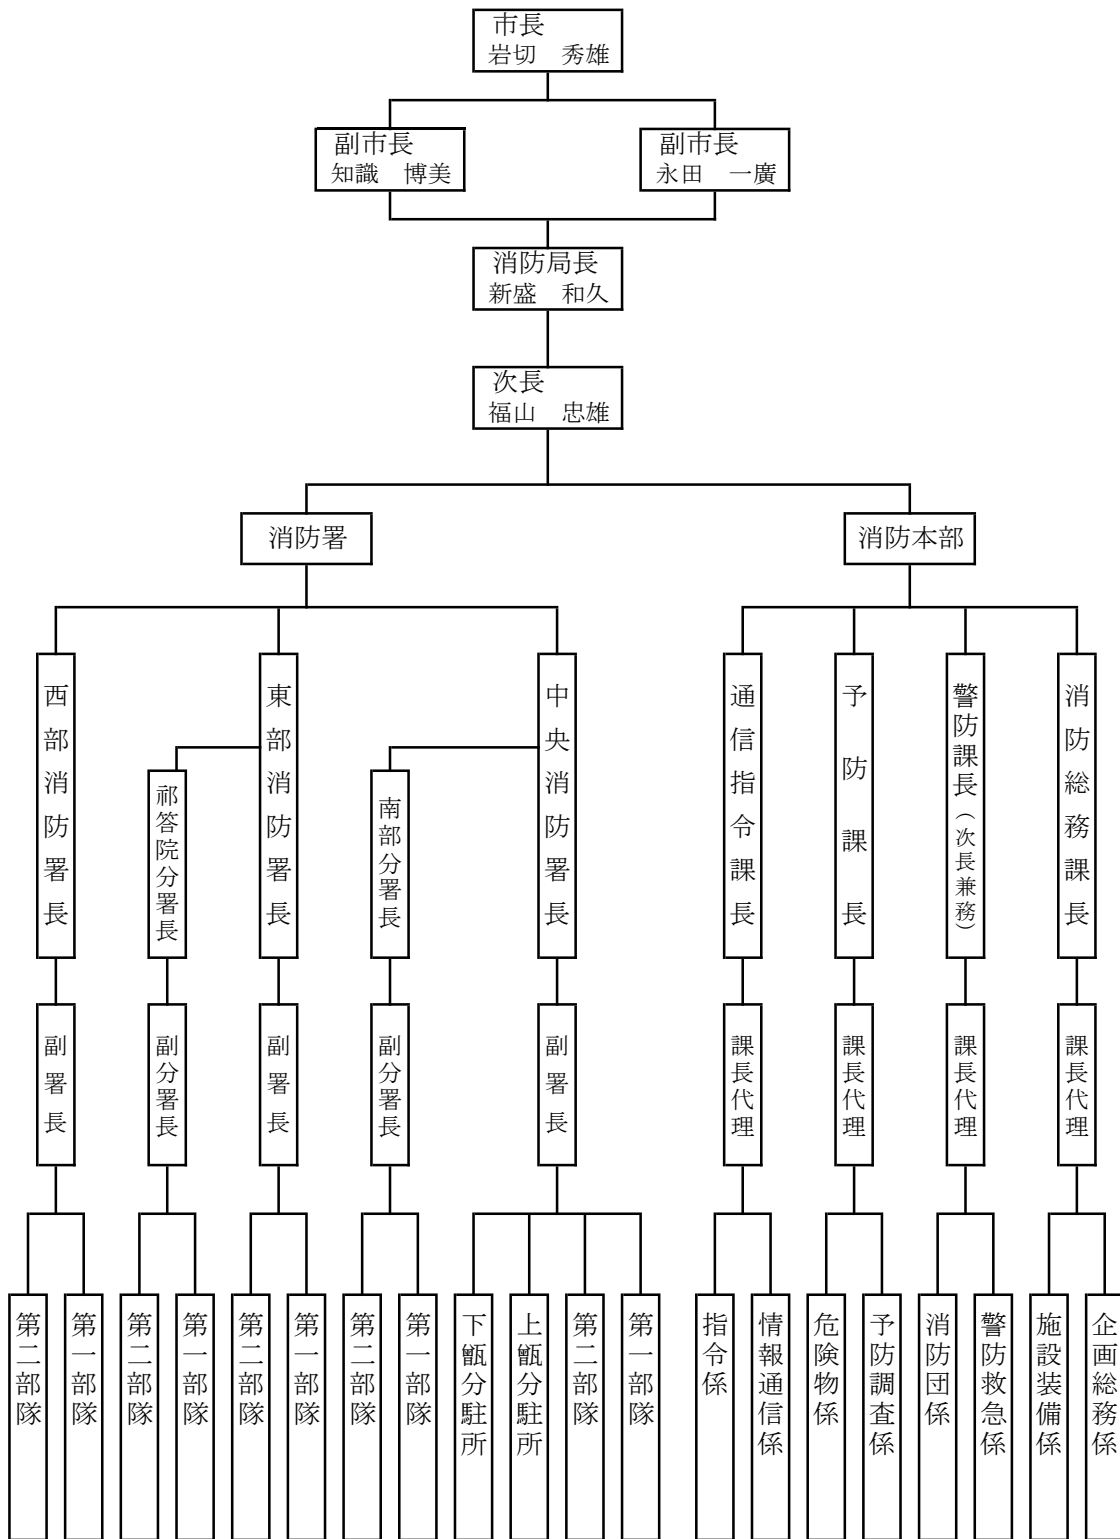 市長
岩切　秀雄
副市長
知識　博美
副市長
永田　一廣
消防局長
新盛　和久
次長
福山　忠雄
消防署
消防本部
西部消防署長
祁答院分署長
東部消防署長
南部分署長
中央消防署長
通信指令課長
予防課長
警防課長（次長兼務）
消防総務課長
副署長
副分署長
副署長
副分署長
副署長
課長代理
課長代理
課長代理
課長代理
第二部隊
第一部隊
第二部隊
第一部隊
第二部隊
第一部隊
第二部隊
第一部隊
下甑分駐所
上甑分駐所
第二部隊
第一部隊
指令係
情報通信係
危険物係
予防調査係
消防団係
警防救急係
施設装備係
企画総務係